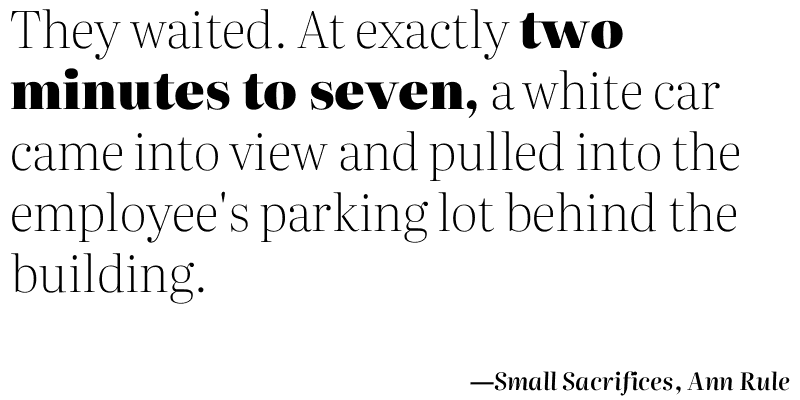 They waited. At exactly two
minutes to seven, a white car
came into view and pulled into the
employee's parking lot behind the
building.
—Small Sacrifices, Ann Rule